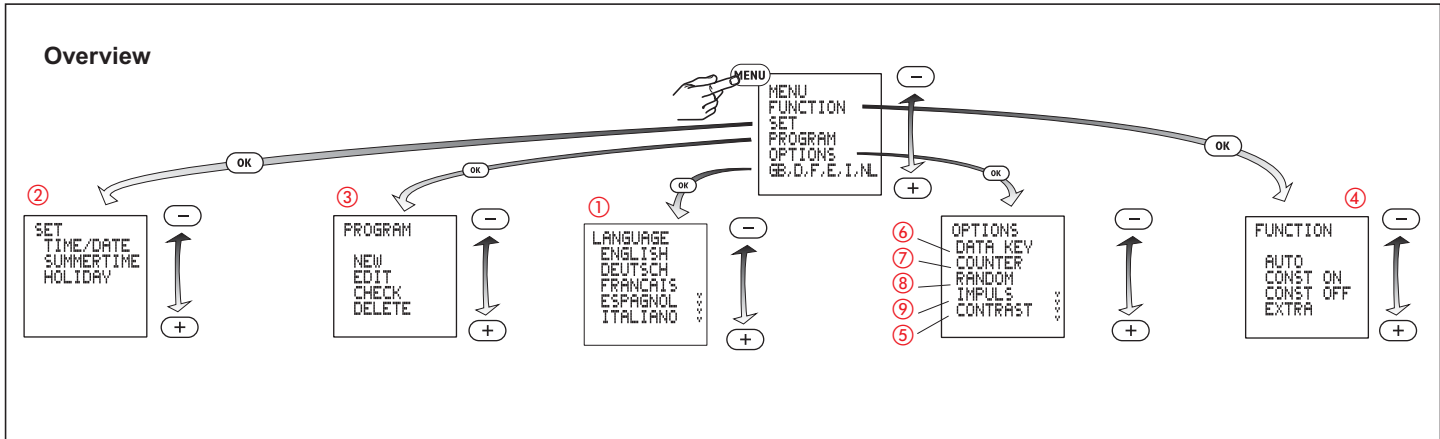 Overview
MENU
MENU
FUNCTION
SET
PROGRAM
OPTIONS
GB,D,F,E,I,NL
−
+
OK
OK
OK
OK
OK
②
SET
TIME/DATE
SUMMERTIME
HOLIDAY
−
+
③
PROGRAM
NEW
EDIT
CHECK
DELETE
−
+
①
LANGUAGE
ENGLISH
DEUTSCH
FRANCAIS
ESPAGNOL
ITALIANO
−
+
OPTIONS
⑥ DATA KEY
⑦ COUNTER
⑧ RANDOM
⑨ IMPULS
⑤ CONTRAST
−
+
④
FUNCTION
AUTO
CONST ON
CONST OFF
EXTRA
−
+